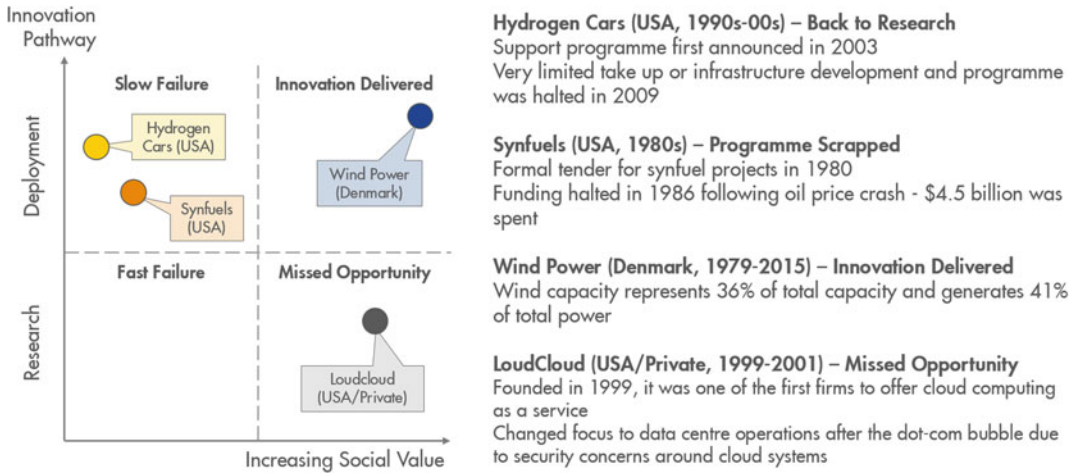 Innovation
Pathway
Slow Failure
Innovation Delivered
Hydrogen
Cars (USA)
Wind Power
(Denmark)
Synfuels
(USA)
Deployment
Fast Failure
Missed Opportunity
Loudcloud
(USA/Private)
Research
Increasing Social Value
Hydrogen Cars (USA, 1990s-00s) – Back to Research
Support programme first announced in 2003
Very limited take up or infrastructure development and programme
was halted in 2009
Synfuels (USA, 1980s) – Programme Scrapped
Formal tender for synfuel projects in 1980
Funding halted in 1986 following oil price crash - $4.5 billion was
spent
Wind Power (Denmark, 1979-2015) – Innovation Delivered
Wind capacity represents 36% of total capacity and generates 41%
of total power
LoudCloud (USA/Private, 1999-2001) – Missed Opportunity
Founded in 1999, it was one of the first firms to offer cloud computing
as a service
Changed focus to data centre operations after the dot-com bubble due
to security concerns around cloud systems